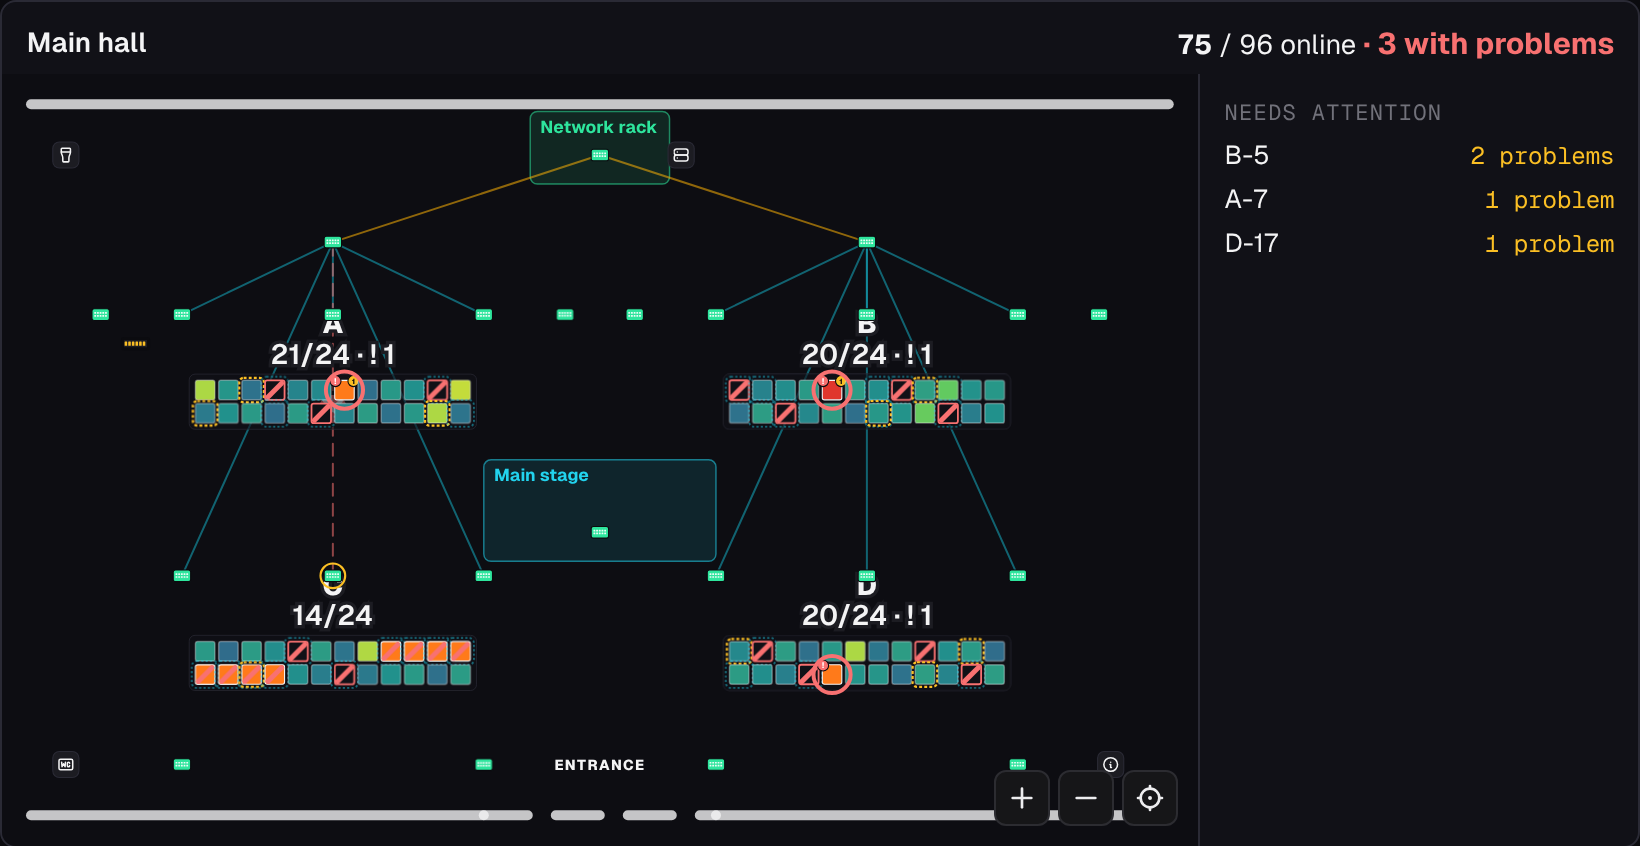 Main hall
75 / 96 online · 3 with problems
NEEDS ATTENTION
B-5 2 problems
A-7 1 problem
D-17 1 problem
Network rack
A
21/24 · ! 1
B
20/24 · ! 1
Main stage
C
14/24
D
20/24 · ! 1
WC
ENTRANCE